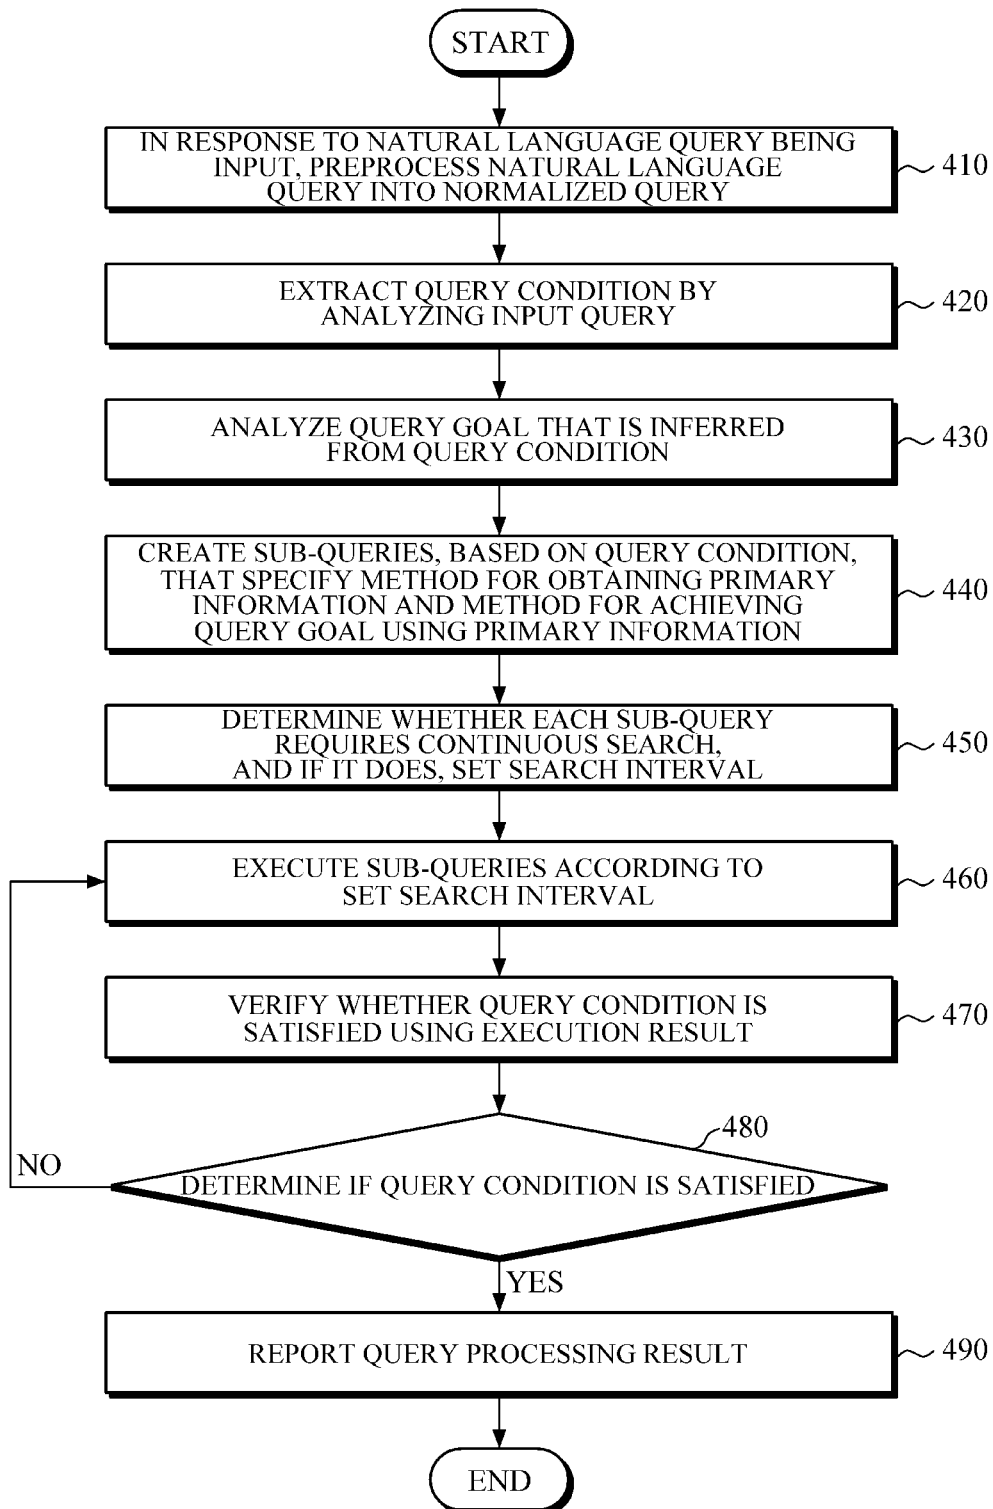 START
IN RESPONSE TO NATURAL LANGUAGE QUERY BEING
INPUT, PREPROCESS NATURAL LANGUAGE
QUERY INTO NORMALIZED QUERY
410
EXTRACT QUERY CONDITION BY
ANALYZING INPUT QUERY
420
ANALYZE QUERY GOAL THAT IS INFERRED
FROM QUERY CONDITION
430
CREATE SUB-QUERIES, BASED ON QUERY CONDITION,
THAT SPECIFY METHOD FOR OBTAINING PRIMARY
INFORMATION AND METHOD FOR ACHIEVING
QUERY GOAL USING PRIMARY INFORMATION
440
DETERMINE WHETHER EACH SUB-QUERY
REQUIRES CONTINUOUS SEARCH,
AND IF IT DOES, SET SEARCH INTERVAL
450
EXECUTE SUB-QUERIES ACCORDING TO
SET SEARCH INTERVAL
460
VERIFY WHETHER QUERY CONDITION IS
SATISFIED USING EXECUTION RESULT
470
480
NO
DETERMINE IF QUERY CONDITION IS SATISFIED
YES
REPORT QUERY PROCESSING RESULT
490
END